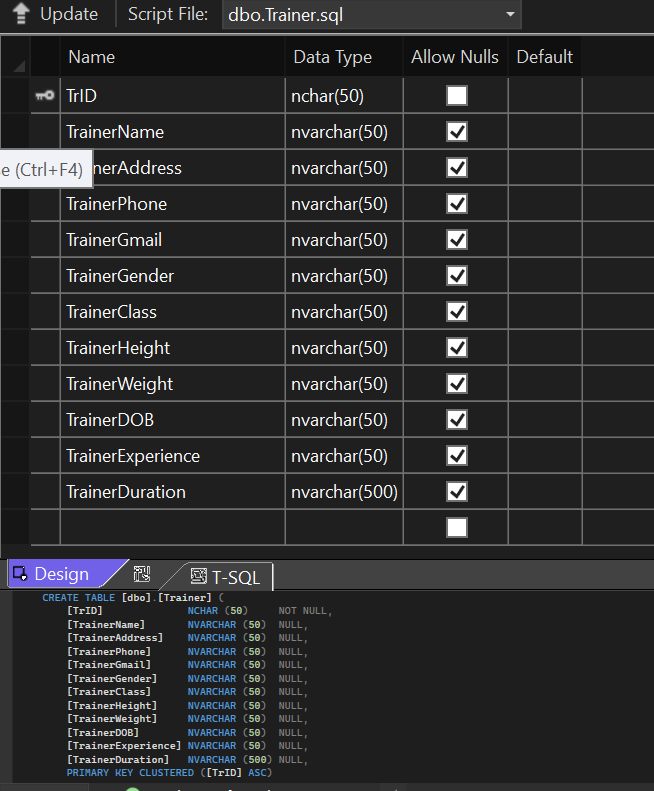 Update Script File: dbo.Trainer.sql
Name Data Type Allow Nulls Default
TrID nchar(50)
TrainerName nvarchar(50)
nerAddress nvarchar(50)
e (Ctrl+F4)
TrainerPhone nvarchar(50)
TrainerGmail nvarchar(50)
TrainerGender nvarchar(50)
TrainerClass nvarchar(50)
TrainerHeight nvarchar(50)
TrainerWeight nvarchar(50)
TrainerDOB nvarchar(50)
TrainerExperience nvarchar(50)
TrainerDuration nvarchar(500)
Design T-SQL
CREATE TABLE [dbo].[Trainer] (
[TrID] NCHAR (50) NOT NULL,
[TrainerName] NVARCHAR (50) NULL,
[TrainerAddress] NVARCHAR (50) NULL,
[TrainerPhone] NVARCHAR (50) NULL,
[TrainerGmail] NVARCHAR (50) NULL,
[TrainerGender] NVARCHAR (50) NULL,
[TrainerClass] NVARCHAR (50) NULL,
[TrainerHeight] NVARCHAR (50) NULL,
[TrainerWeight] NVARCHAR (50) NULL,
[TrainerDOB] NVARCHAR (50) NULL,
[TrainerExperience] NVARCHAR (50) NULL,
[TrainerDuration] NVARCHAR (500) NULL,
PRIMARY KEY CLUSTERED ([TrID] ASC)